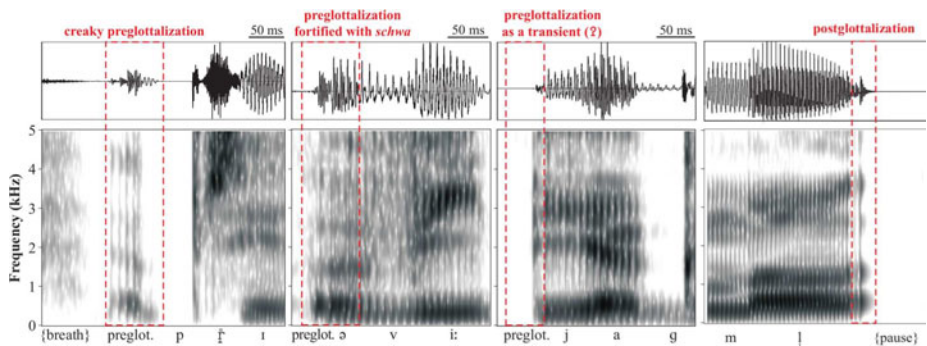 creaky preglottalization
50 ms
preglottalization
fortified with schwa
50 ms
preglottalization
as a transient (ʔ)
50 ms
postglottalization
Frequency (kHz)
5
4
3
2
1
0
{breath} preglot. p r̝̊ ɪ
preglot. ə v iː
preglot. j a ɡ
m l̩ {pause}